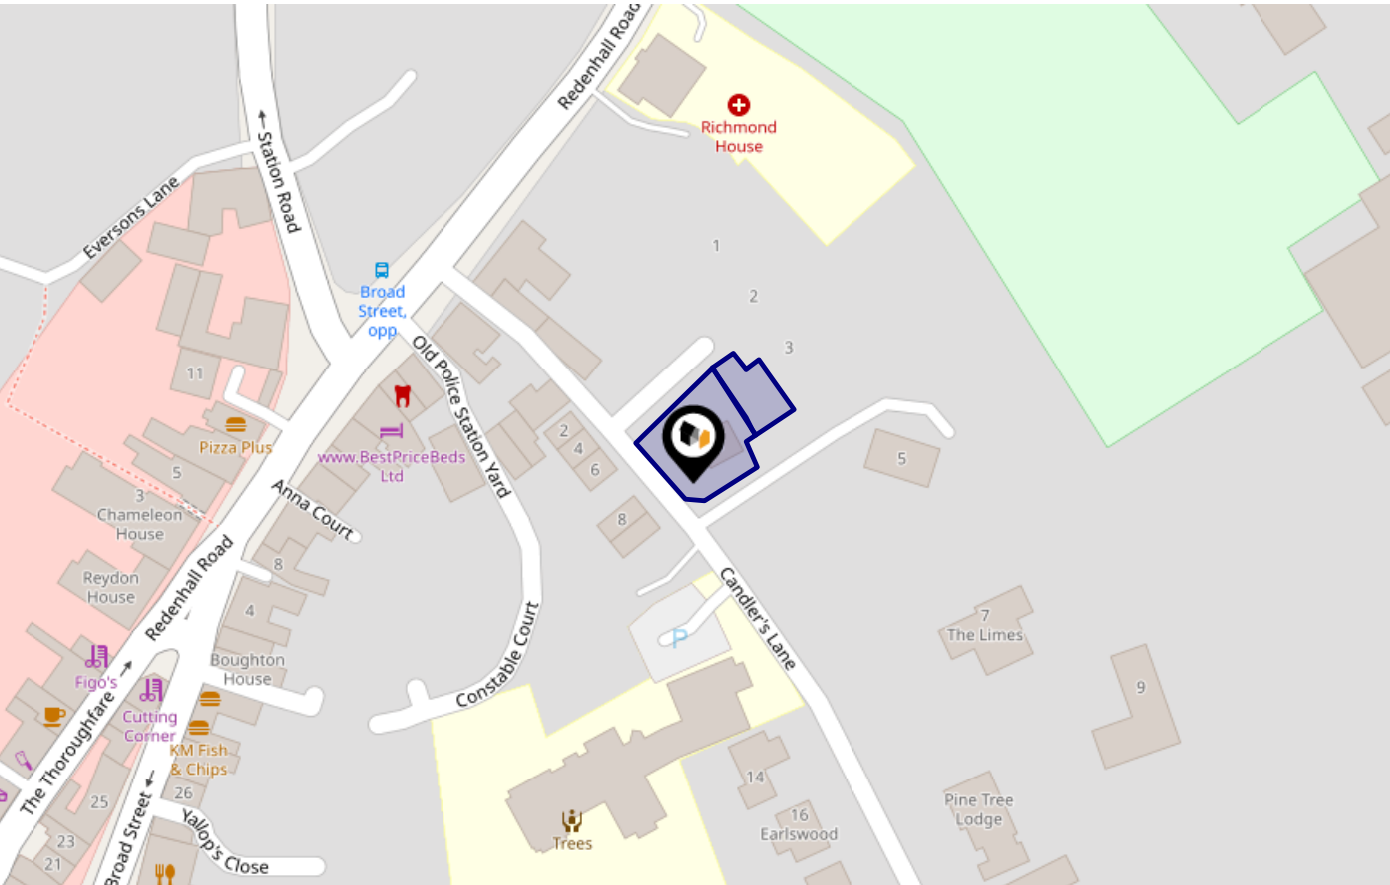 Redenhall Road
Richmond
House
Station Road
Eversons Lane
1
2
3
Broad
Street,
opp
Old Police Station Yard
11
Pizza Plus
www.BestPriceBeds
Ltd
2
4
6
5
5
3
Chameleon
House
Anna Court
8
8
Reydon
House
Redenhall Road
4
Candler's Lane
7
The Limes
P
Constable Court
Boughton
House
Figo's
9
Cutting
Corner
The Thoroughfare
KM Fish
& Chips
14
26
25
Pine Tree
Lodge
16
Earlswood
Yallop's Close
Trees
Broad Street
23
21